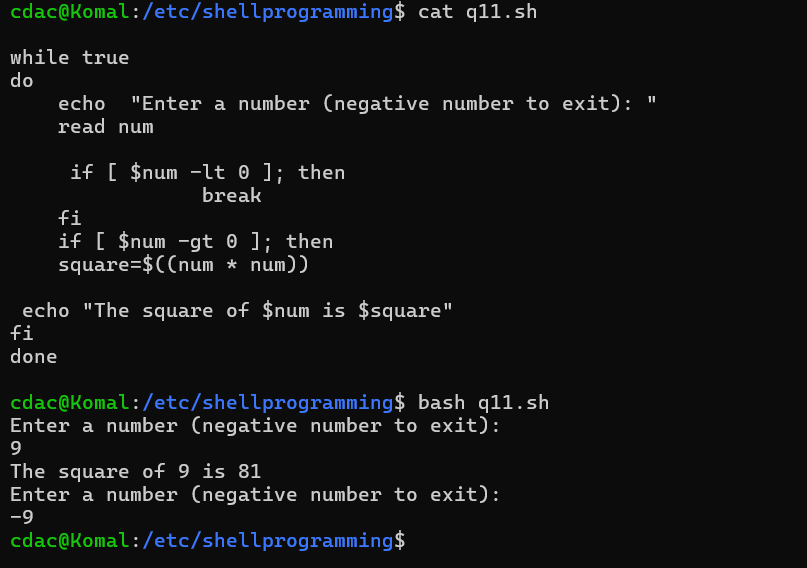 cdac@Komal:/etc/shellprogramming$ cat q11.sh

while true
do
    echo  "Enter a number (negative number to exit): "
    read num

     if [ $num -lt 0 ]; then
                break
    fi
    if [ $num -gt 0 ]; then
    square=$((num * num))

 echo "The square of $num is $square"
fi
done

cdac@Komal:/etc/shellprogramming$ bash q11.sh
Enter a number (negative number to exit):
9
The square of 9 is 81
Enter a number (negative number to exit):
-9
cdac@Komal:/etc/shellprogramming$